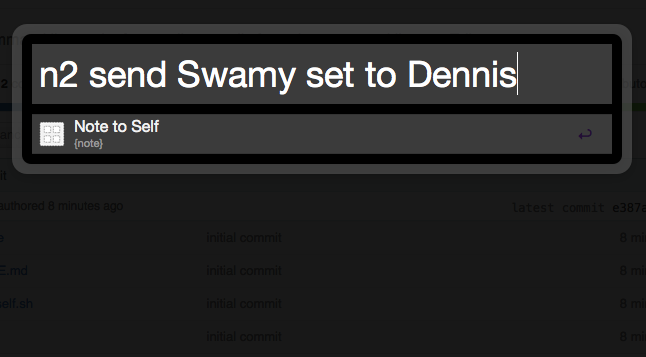 n2 send Swamy set to Dennis
Note to Self
{note}
authored 8 minutes ago
latest commit e387a
initial commit
8 mi
E.md
initial commit
8 mi
self.sh
initial commit
8 mi
initial commit
8 mi